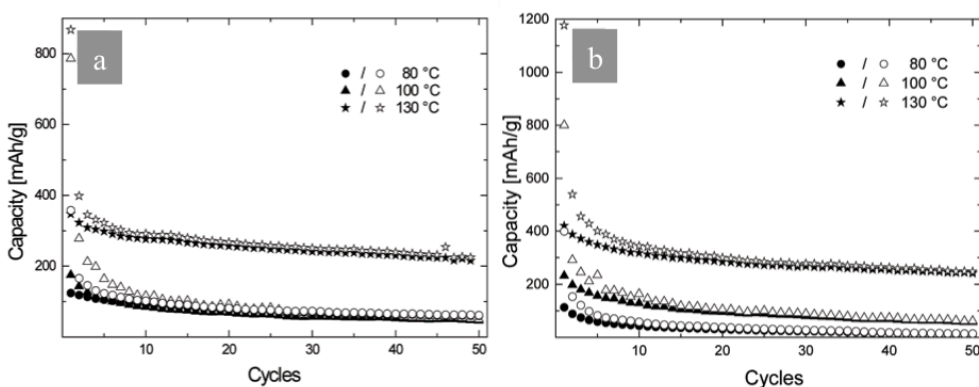 a
800
600
400
200
10
20
30
40
50
Capacity [mAh/g]
Cycles
● / ○ 80 °C
▲ / △ 100 °C
★ / ☆ 130 °C
b
1200
1000
800
600
400
200
10
20
30
40
50
Capacity [mAh/g]
Cycles
● / ○ 80 °C
▲ / △ 100 °C
★ / ☆ 130 °C